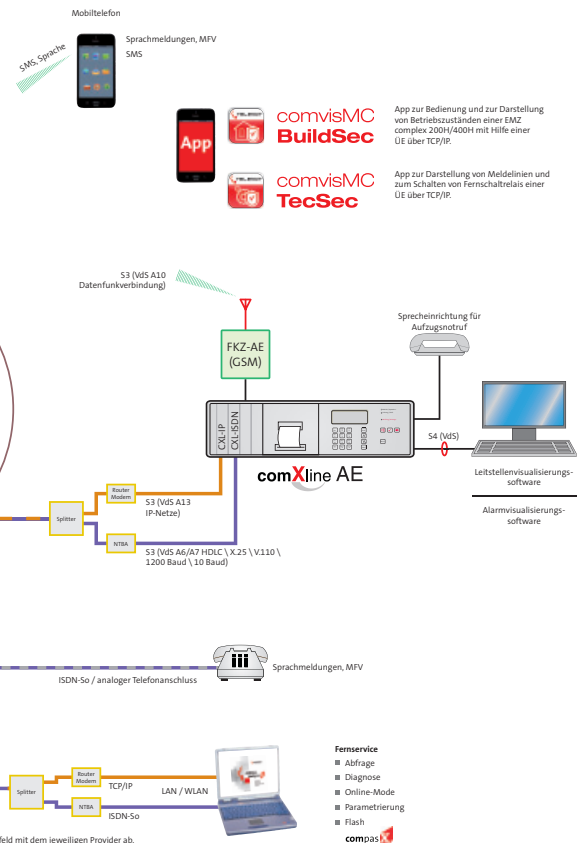 Mobiltelefon
Sprachmeldungen, MFV
SMS
SMS, Sprache
App
TELENOT
comvisMC
BuildSec
App zur Bedienung und zur Darstellung
von Betriebszuständen einer EMZ
complex 200H/400H mit Hilfe einer
ÜE über TCP/IP.
TELENOT
comvisMC
TecSec
App zur Darstellung von Meldelinien und
zum Schalten von Fernschaltrelais einer
ÜE über TCP/IP.
S3 (VdS A10
Datenfunkverbindung)
FKZ-AE
(GSM)
Sprecheinrichtung für
Aufzugsnotruf
CXL-IP
CXL-ISDN
S4 (VdS)
comXline AE
Leitstellenvisualisierungs-
software
Alarmvisualisierungs-
software
Splitter
Router
Modem
S3 (VdS A13
IP-Netze)
NTBA
S3 (VdS A6/A7 HDLC \ X.25 \ V.110 \
1200 Baud \ 10 Baud)
ISDN-So / analoger Telefonanschluss
Sprachmeldungen, MFV
Splitter
Router
Modem
TCP/IP
LAN / WLAN
NTBA
ISDN-So
Fernservice
Abfrage
Diagnose
Online-Mode
Parametrierung
Flash
compasX
feld mit dem jeweiligen Provider ab.